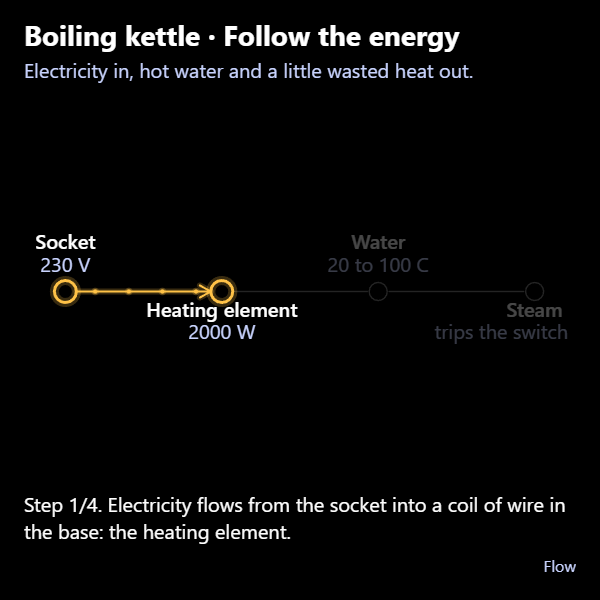 Boiling kettle · Follow the energy
Electricity in, hot water and a little wasted heat out.
Socket
230 V
Water
20 to 100 C
Heating element
2000 W
Steam
trips the switch
Step 1/4. Electricity flows from the socket into a coil of wire in
the base: the heating element.
Flow